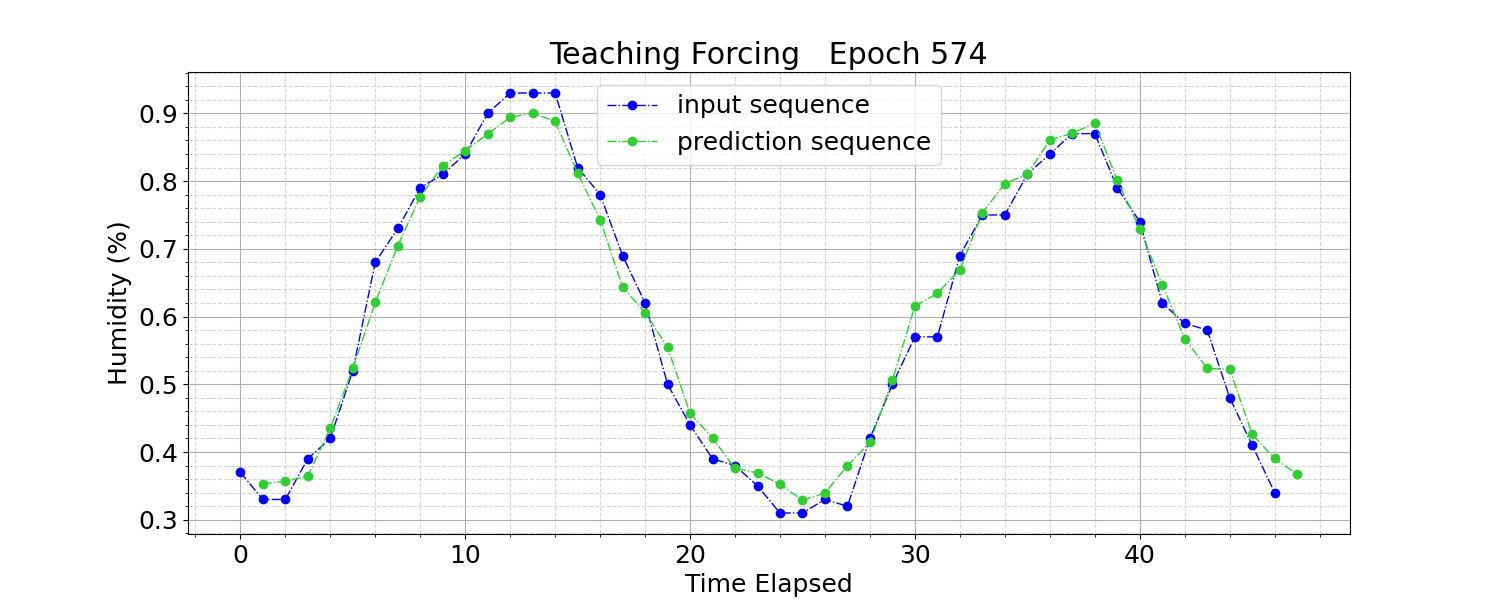 Teaching Forcing   Epoch 574
input sequence
prediction sequence
Humidity (%)
0.9
0.8
0.7
0.6
0.5
0.4
0.3
0 10 20 30 40
Time Elapsed